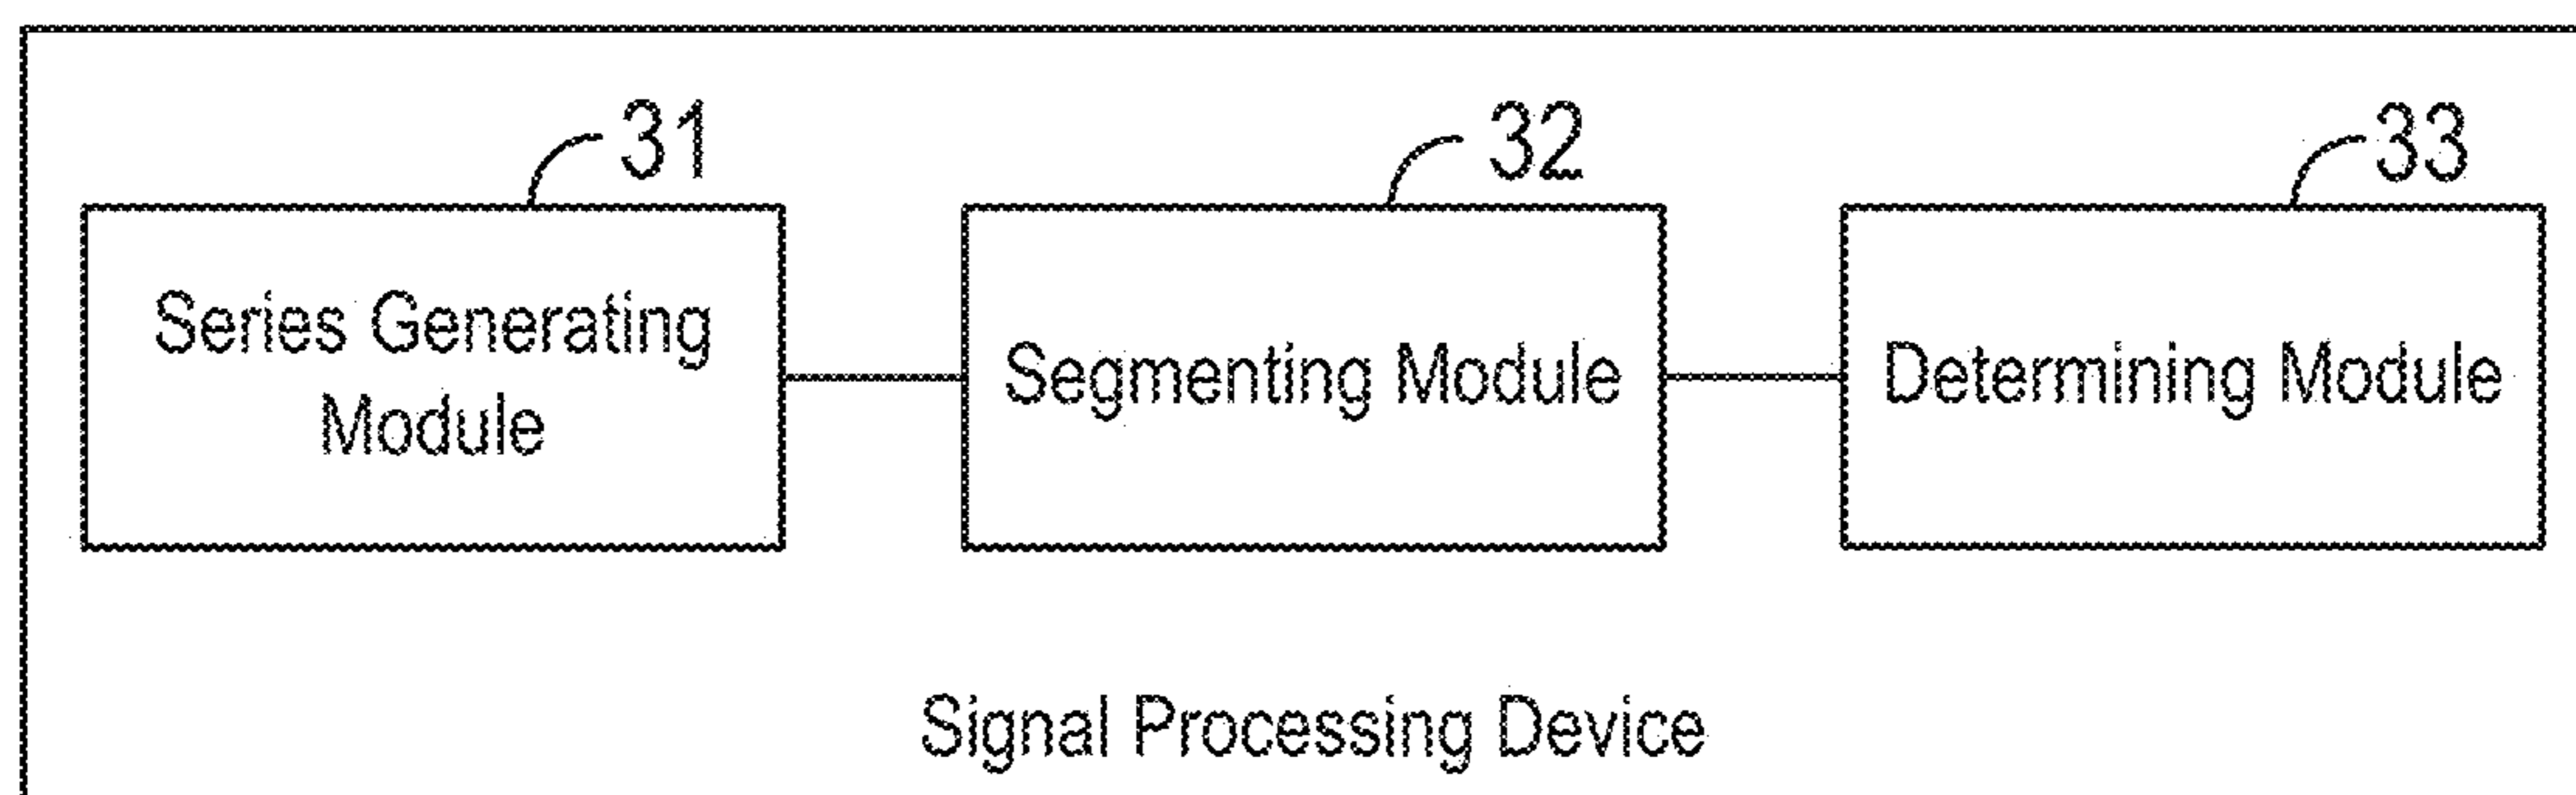 31
32
33
Series Generating
Module
Segmenting Module
Determining Module
Signal Processing Device